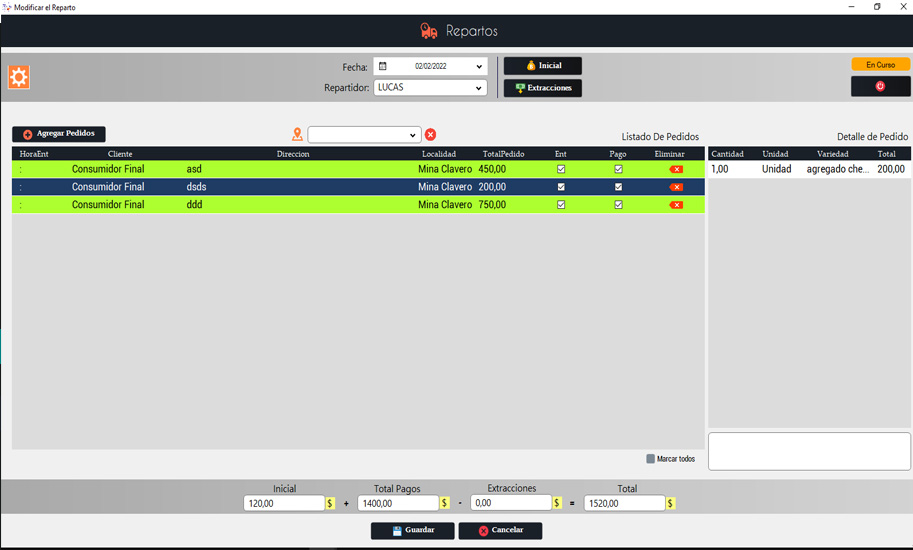 Modificar el Reparto
Repartos
Fecha: 02/02/2022 Inicial En Curso
Repartidor: LUCAS Extracciones
Agregar Pedidos Listado De Pedidos Detalle de Pedido
HoraEnt Cliente Direccion Localidad TotalPedido Ent Pago Eliminar Cantidad Unidad Variedad Total
: Consumidor Final asd Mina Clavero 450,00 1,00 Unidad agregado che... 200,00
: Consumidor Final dsds Mina Clavero 200,00
: Consumidor Final ddd Mina Clavero 750,00
Marcar todos
Inicial Total Pagos Extracciones Total
120,00 $ + 1400,00 $ - 0,00 $ = 1520,00 $
Guardar Cancelar